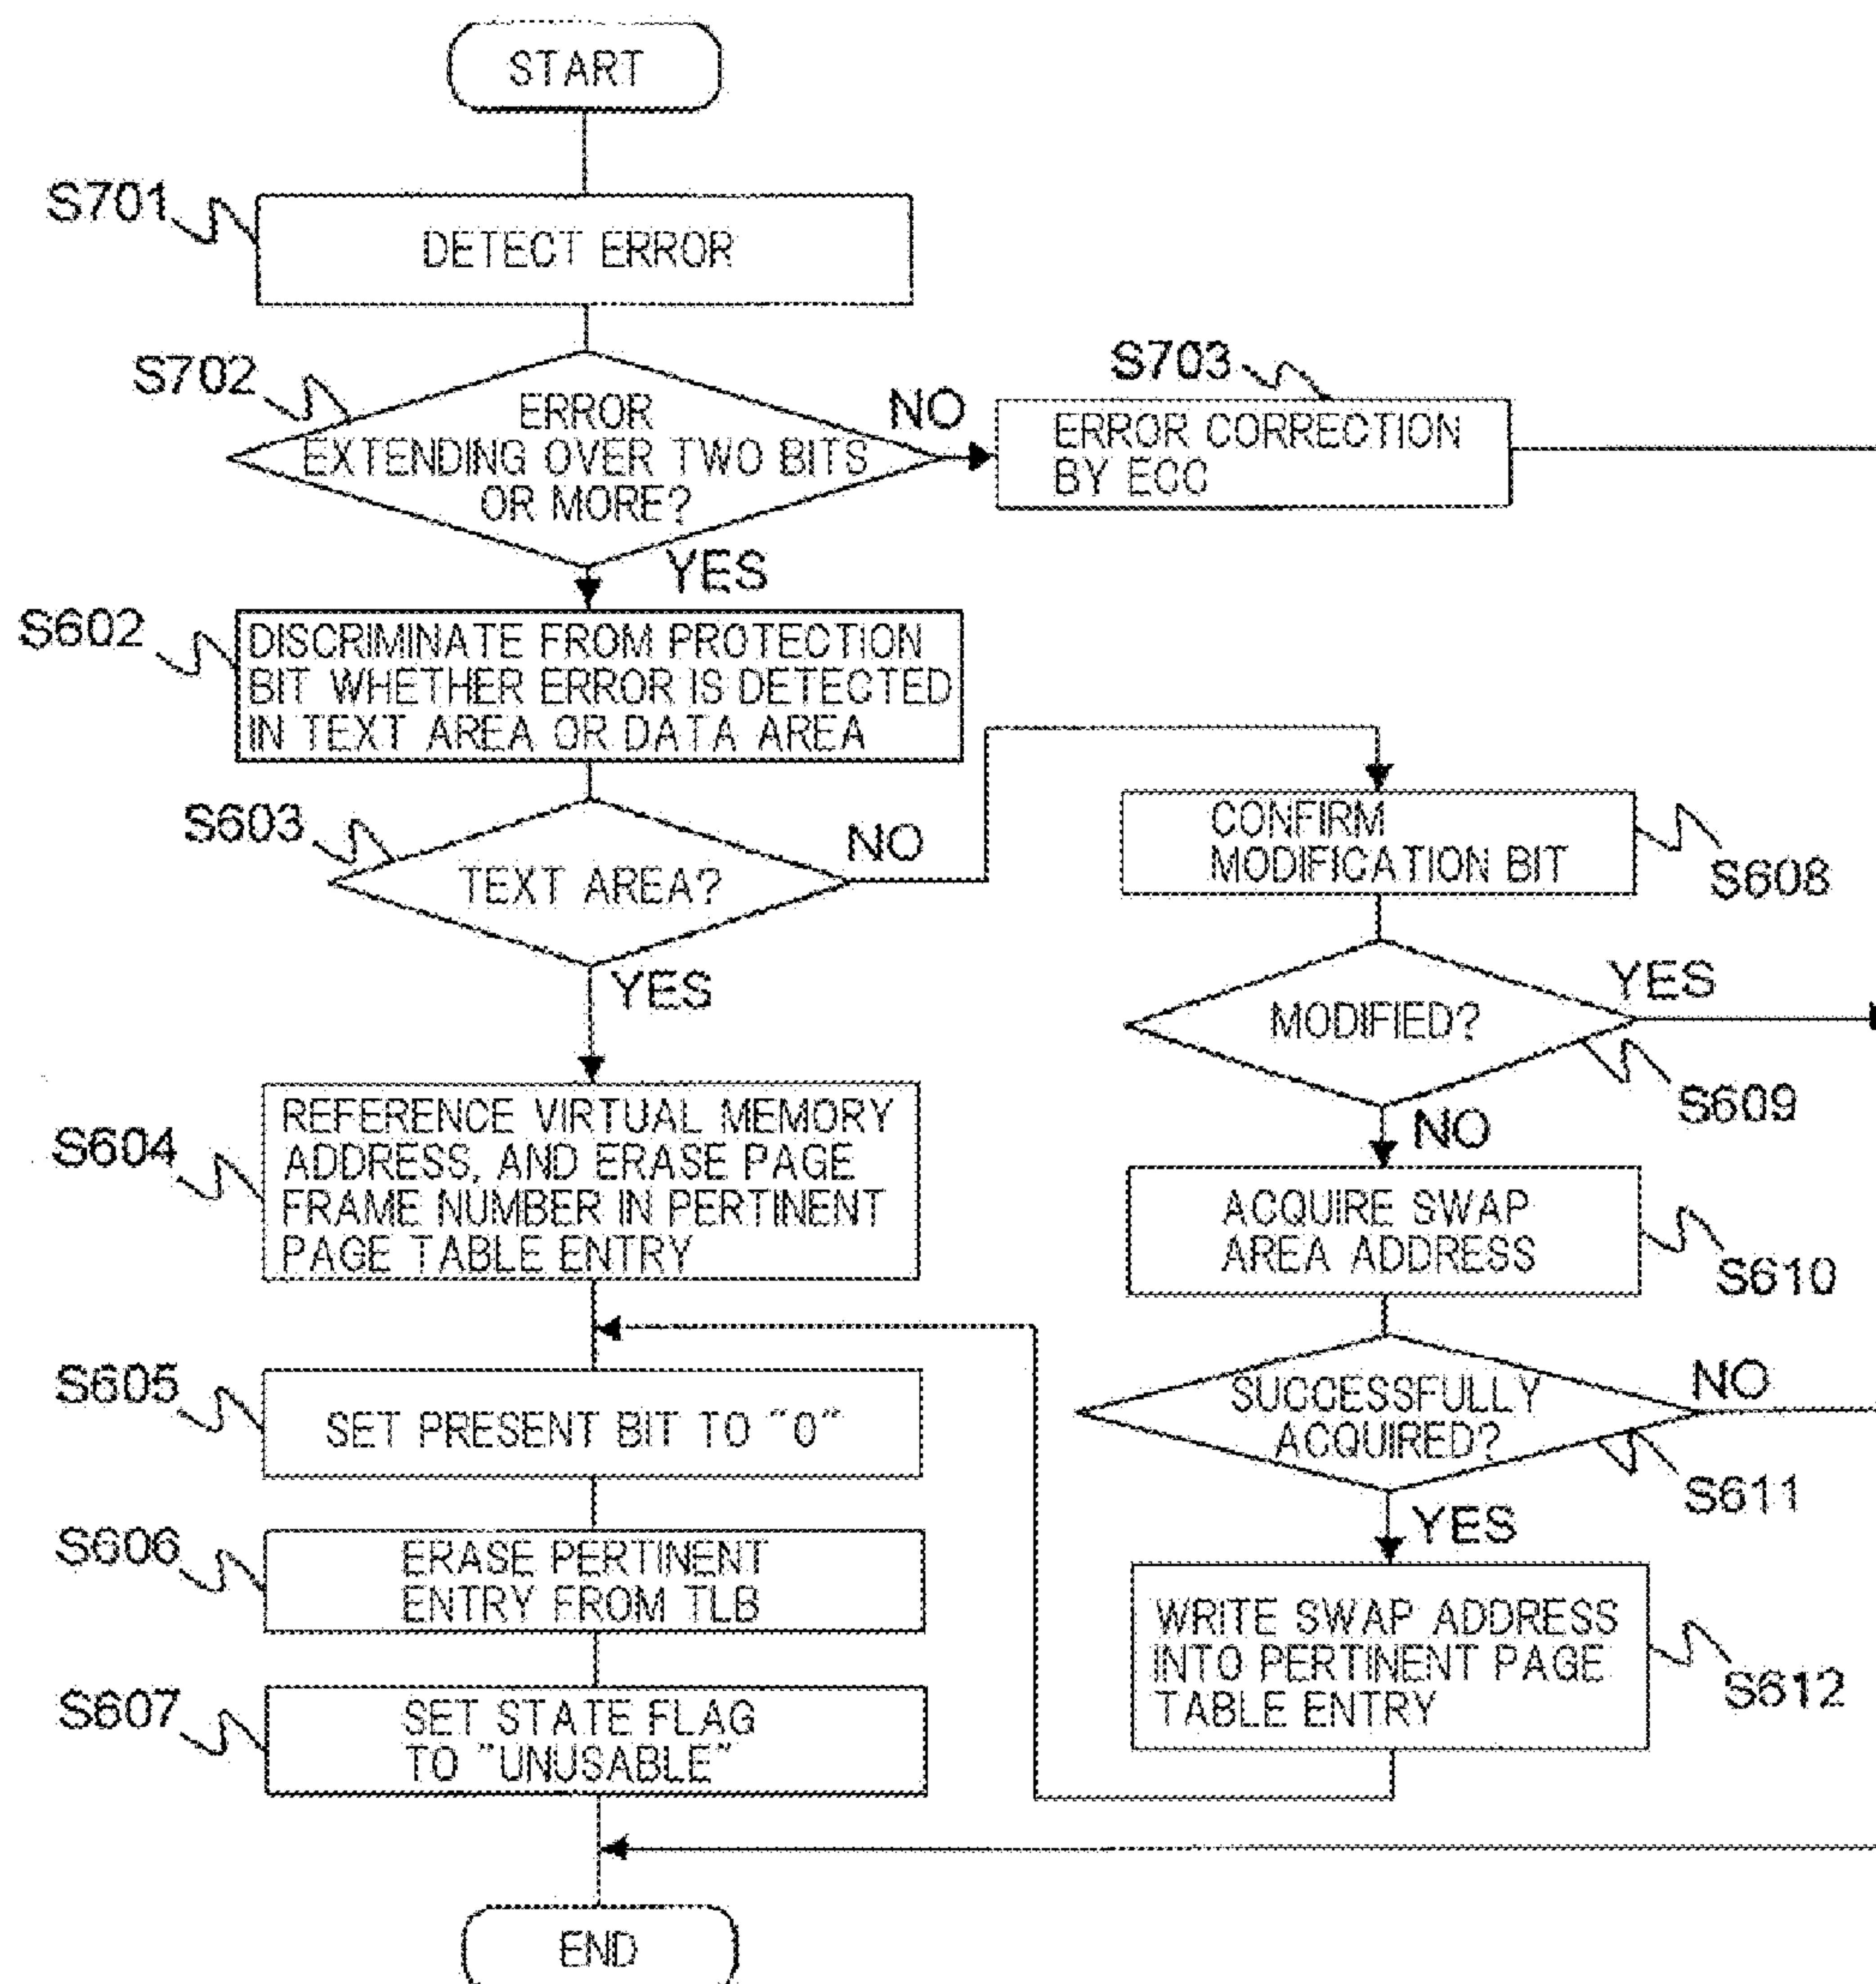 START
S701
DETECT ERROR
S702
ERROR
EXTENDING OVER TWO BITS
OR MORE?
NO
S703
ERROR CORRECTION
BY ECC
YES
S602
DISCRIMINATE FROM PROTECTION
BIT WHETHER ERROR IS DETECTED
IN TEXT AREA OR DATA AREA
S603
TEXT AREA?
NO
YES
S604
REFERENCE VIRTUAL MEMORY
ADDRESS, AND ERASE PAGE
FRAME NUMBER IN PERTINENT
PAGE TABLE ENTRY
S605
SET PRESENT BIT TO "0"
S606
ERASE PERTINENT
ENTRY FROM TLB
S607
SET STATE FLAG
TO "UNUSABLE"
CONFIRM
MODIFICATION BIT
S608
MODIFIED?
YES
S609
NO
ACQUIRE SWAP
AREA ADDRESS
S610
SUCCESSFULLY
ACQUIRED?
NO
S611
YES
WRITE SWAP ADDRESS
INTO PERTINENT PAGE
TABLE ENTRY
S612
END